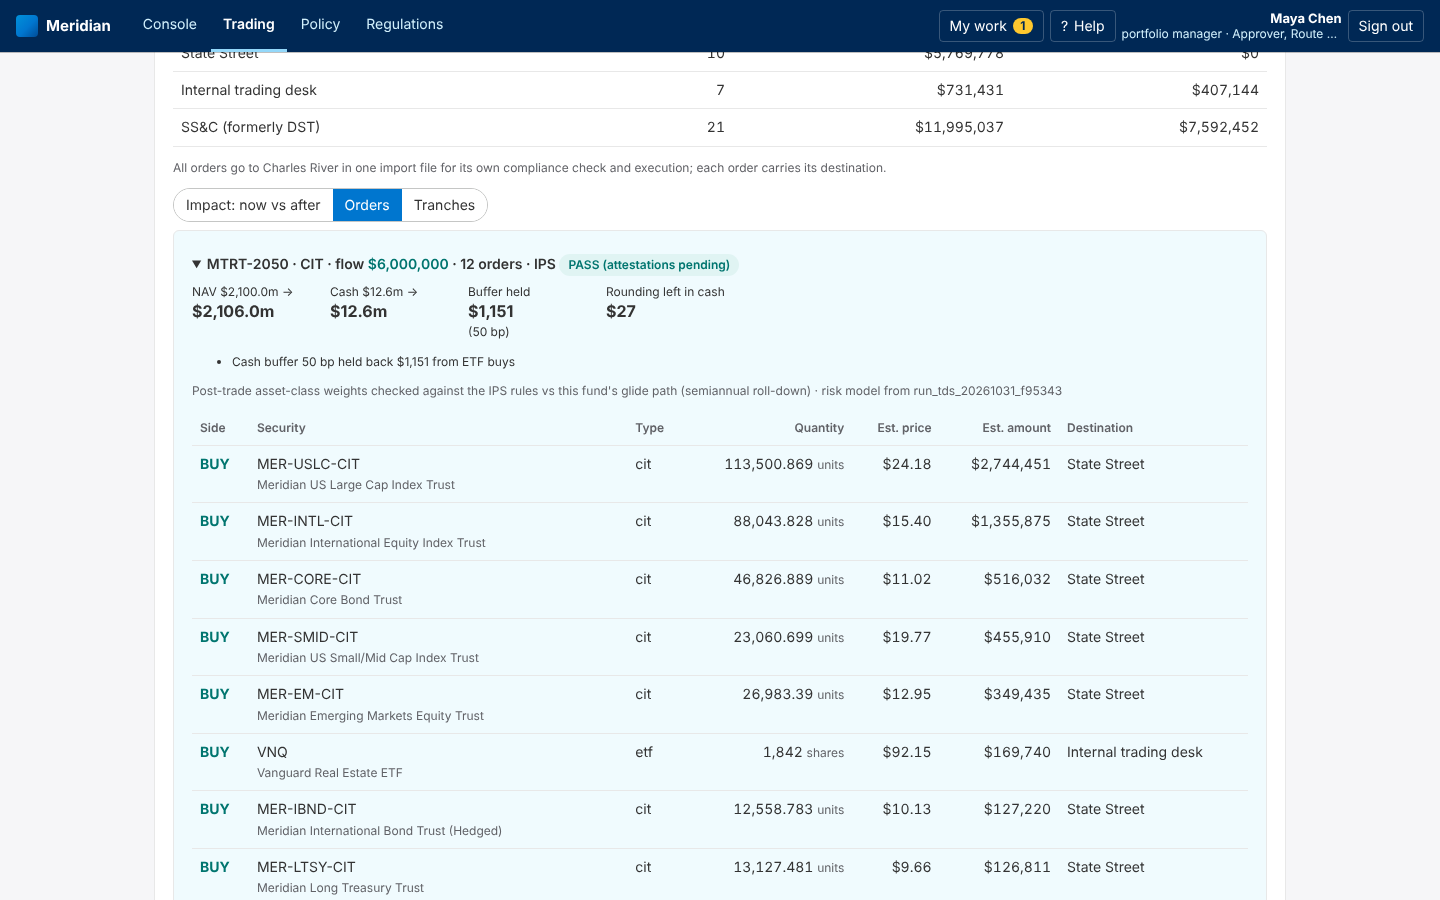 Meridian Console Trading Policy Regulations My work 1 ? Help Maya Chen Sign out
portfolio manager · Approver, Route ...
State Street 10 $5,769,778 $0
Internal trading desk 7 $731,431 $407,144
SS&C (formerly DST) 21 $11,995,037 $7,592,452
All orders go to Charles River in one import file for its own compliance check and execution; each order carries its destination.
Impact: now vs after Orders Tranches
▼ MTRT-2050 · CIT · flow $6,000,000 · 12 orders · IPS PASS (attestations pending)
NAV $2,100.0m → Cash $12.6m → Buffer held Rounding left in cash
$2,106.0m $12.6m $1,151 $27
(50 bp)
• Cash buffer 50 bp held back $1,151 from ETF buys
Post-trade asset-class weights checked against the IPS rules vs this fund's glide path (semiannual roll-down) · risk model from run_tds_20261031_f95343
Side Security Type Quantity Est. price Est. amount Destination
BUY MER-USLC-CIT cit 113,500.869 units $24.18 $2,744,451 State Street
Meridian US Large Cap Index Trust
BUY MER-INTL-CIT cit 88,043.828 units $15.40 $1,355,875 State Street
Meridian International Equity Index Trust
BUY MER-CORE-CIT cit 46,826.889 units $11.02 $516,032 State Street
Meridian Core Bond Trust
BUY MER-SMID-CIT cit 23,060.699 units $19.77 $455,910 State Street
Meridian US Small/Mid Cap Index Trust
BUY MER-EM-CIT cit 26,983.39 units $12.95 $349,435 State Street
Meridian Emerging Markets Equity Trust
BUY VNQ etf 1,842 shares $92.15 $169,740 Internal trading desk
Vanguard Real Estate ETF
BUY MER-IBND-CIT cit 12,558.783 units $10.13 $127,220 State Street
Meridian International Bond Trust (Hedged)
BUY MER-LTSY-CIT cit 13,127.481 units $9.66 $126,811 State Street
Meridian Long Treasury Trust